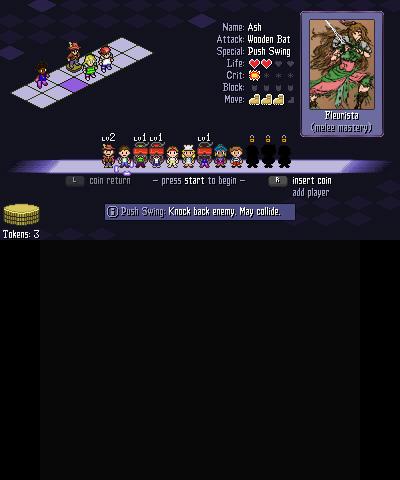 Name: Ash
Attack: Wooden Bat
Special: Push Swing
Life:
Crit:
Block:
Move:
Fleurista
(melee mastery)
Lv2 Lv1 Lv1 Lv1
L coin return – press start to begin – R insert coin
add player
Push Swing: Knock back enemy. May collide.
Tokens: 3